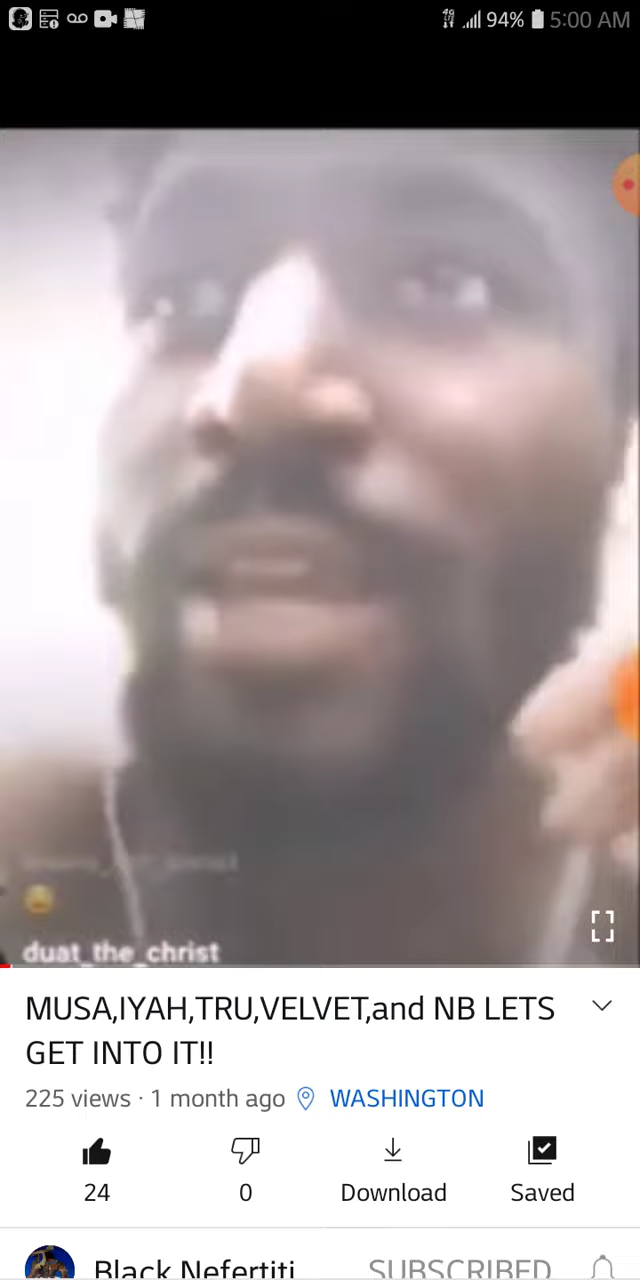 94% 5:00 AM
duat_the_christ
MUSA,IYAH,TRU,VELVET,and NB LETS
GET INTO IT!!
225 views · 1 month ago WASHINGTON
24 0 Download Saved
Black Nefertiti SUBSCRIBED